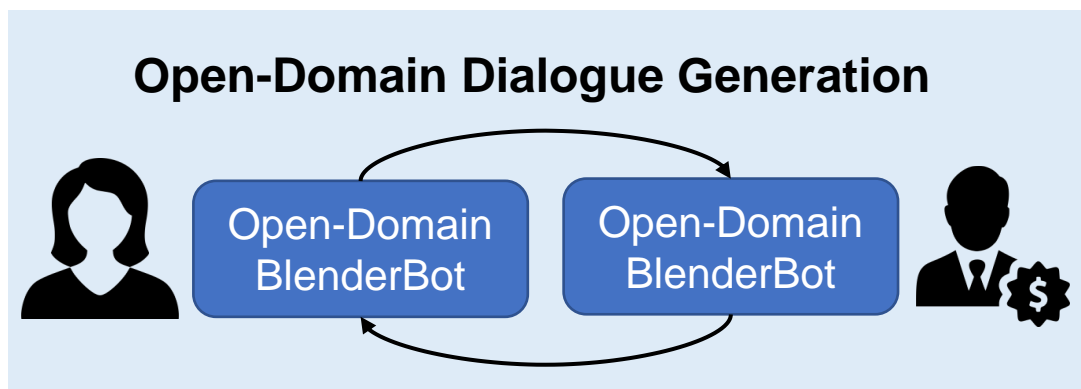 Open-Domain Dialogue Generation
Open-Domain
BlenderBot
Open-Domain
BlenderBot
$